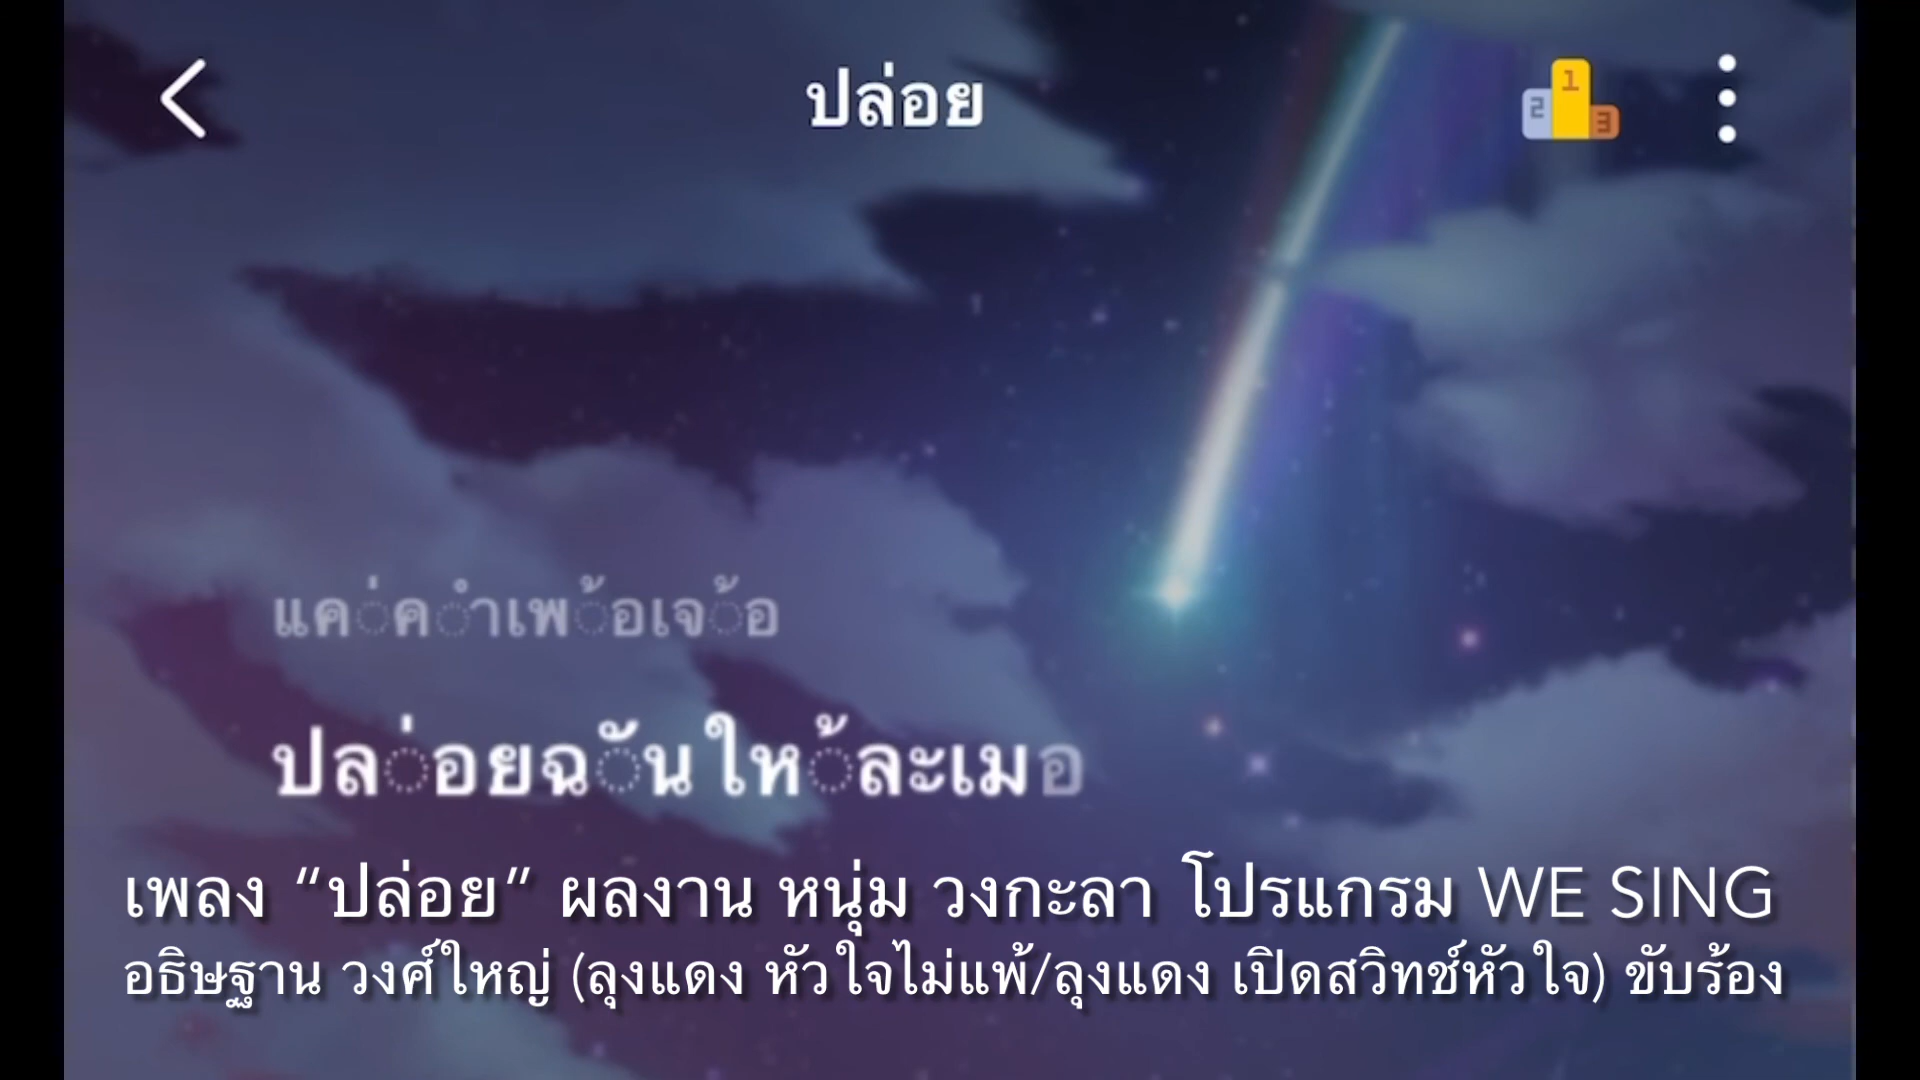 ปล่อย
1
2
3
แค่คำเพ้อเจ้อ
ปล่อยฉันให้ละเมอ
เพลง “ปล่อย” ผลงาน หนุ่ม วงกะลา โปรแกรม WE SING
อธิษฐาน วงศ์ใหญ่ (ลุงแดง หัวใจไม่แพ้/ลุงแดง เปิดสวิทช์หัวใจ) ขับร้อง